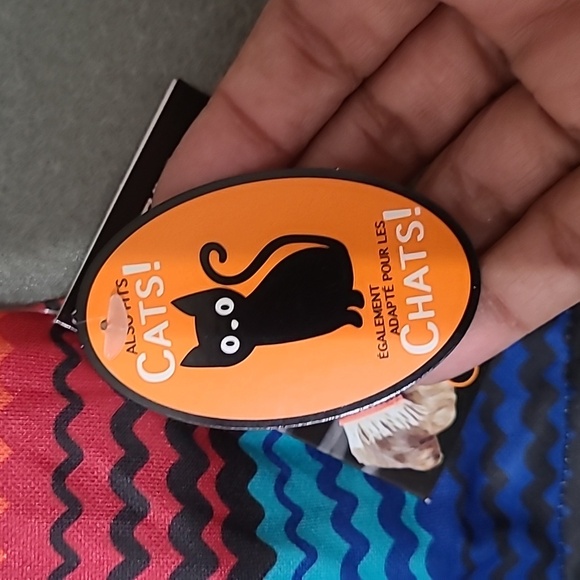 ALSO FITS
CATS!
ÉGALEMENT
ADAPTÉ POUR LES
CHATS!